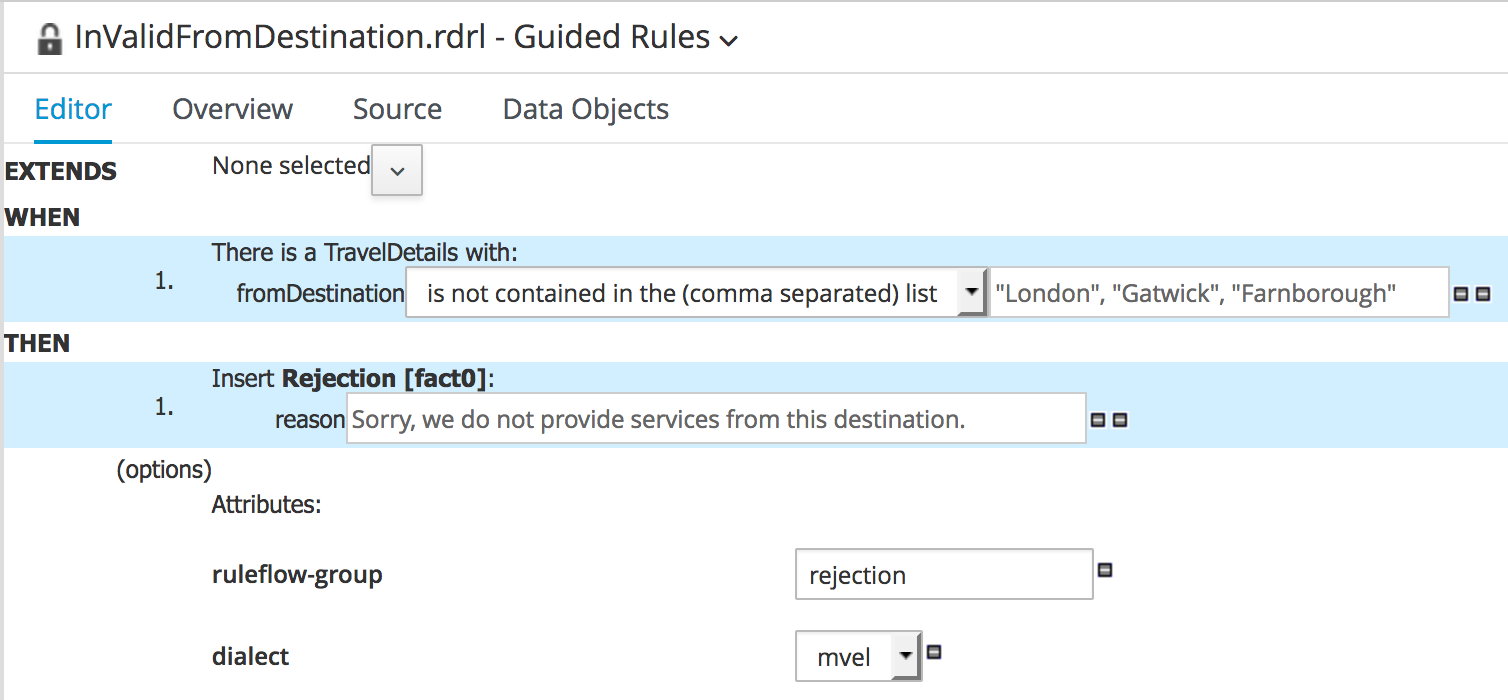 InValidFromDestination.rdrl - Guided Rules
Editor Overview Source Data Objects
EXTENDS None selected
WHEN
There is a TravelDetails with:
1. fromDestination is not contained in the (comma separated) list "London", "Gatwick", "Farnborough"
THEN
Insert Rejection [fact0]:
1. reason Sorry, we do not provide services from this destination.
(options)
Attributes:
ruleflow-group rejection
dialect mvel